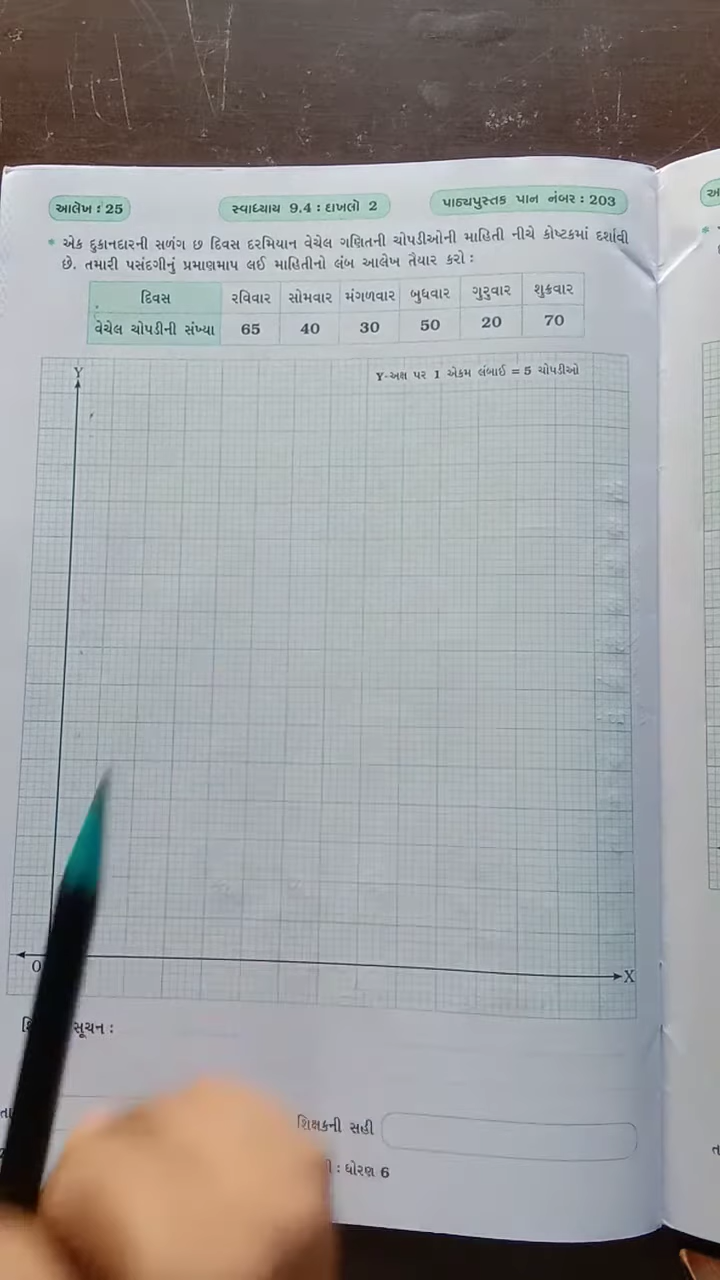 આલેખ : 25
સ્વાધ્યાય 9.4 : દાખલો 2
પાઠ્યપુસ્તક પાન નંબર : 203
* એક દુકાનદારની સળંગ છ દિવસ દરમિયાન વેચેલ ગણિતની ચોપડીઓની માહિતી નીચે કોષ્ટકમાં દર્શાવી
છે. તમારી પસંદગીનું પ્રમાણમાપ લઈ માહિતીનો લંબ આલેખ તૈયાર કરો :
દિવસ રવિવાર સોમવાર મંગળવાર બુધવાર ગુરુવાર શુક્રવાર
વેચેલ ચોપડીની સંખ્યા 65 40 30 50 20 70
Y-અક્ષ પર 1 એકમ લંબાઈ = 5 ચોપડીઓ
Y
0
X
સૂચન :
શિક્ષકની સહી
: ધોરણ 6